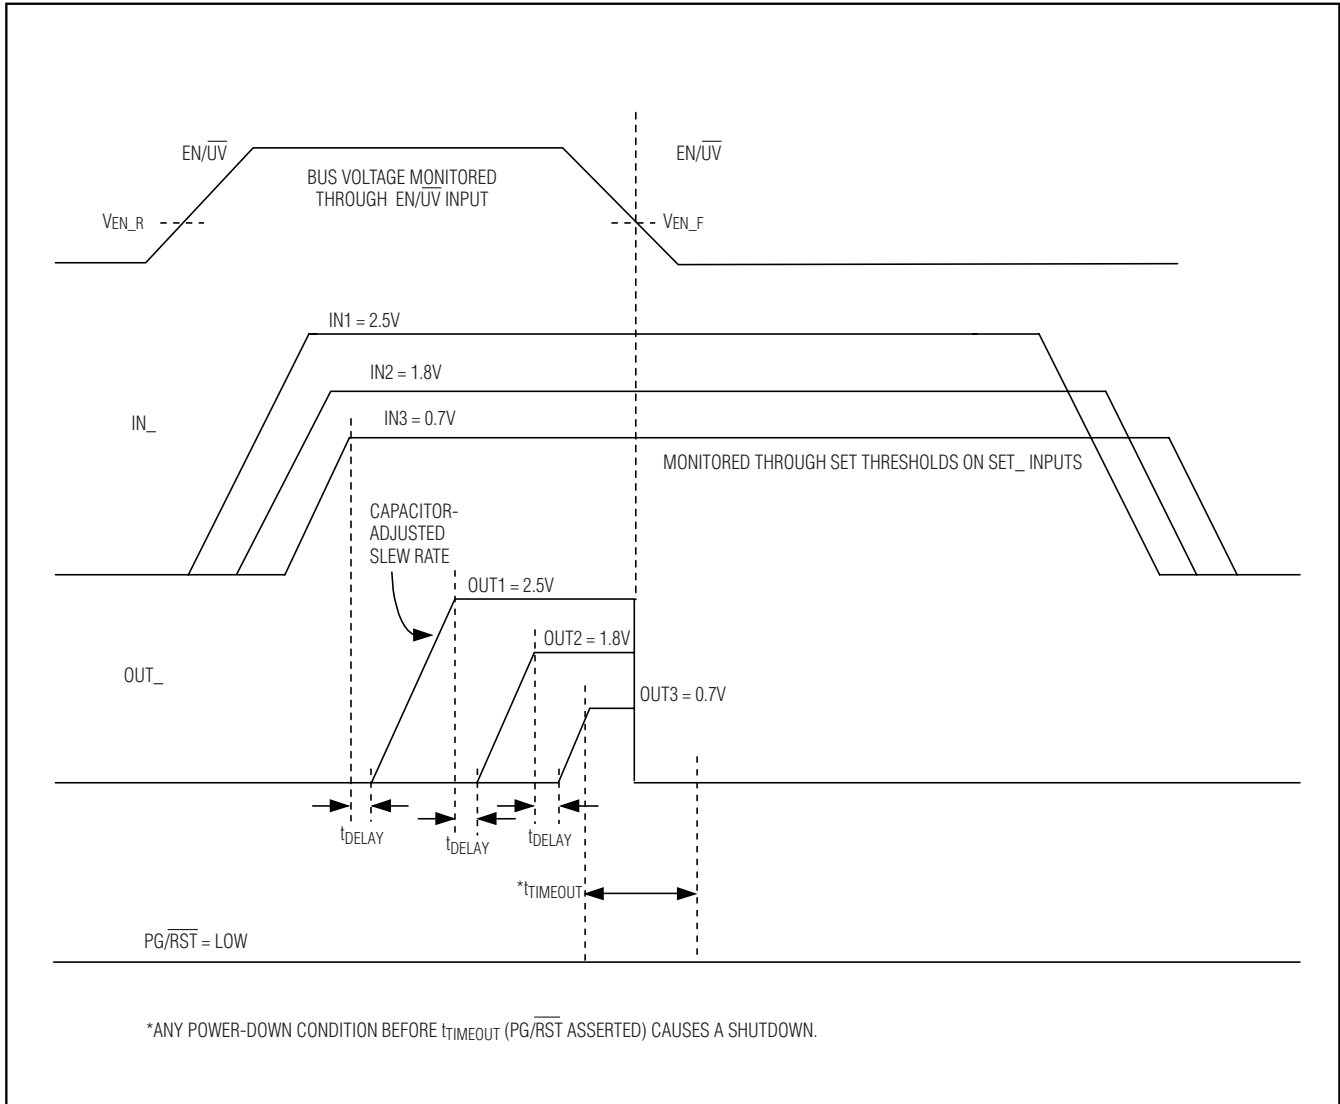 EN/UV
EN/UV
BUS VOLTAGE MONITORED
THROUGH EN/UV INPUT
VEN_R
VEN_F
IN1 = 2.5V
IN2 = 1.8V
IN3 = 0.7V
IN_
MONITORED THROUGH SET THRESHOLDS ON SET_ INPUTS
CAPACITOR-
ADJUSTED
SLEW RATE
OUT1 = 2.5V
OUT2 = 1.8V
OUT_
OUT3 = 0.7V
tDELAY
tDELAY
tDELAY
*tTIMEOUT
PG/RST = LOW
*ANY POWER-DOWN CONDITION BEFORE tTIMEOUT (PG/RST ASSERTED) CAUSES A SHUTDOWN.